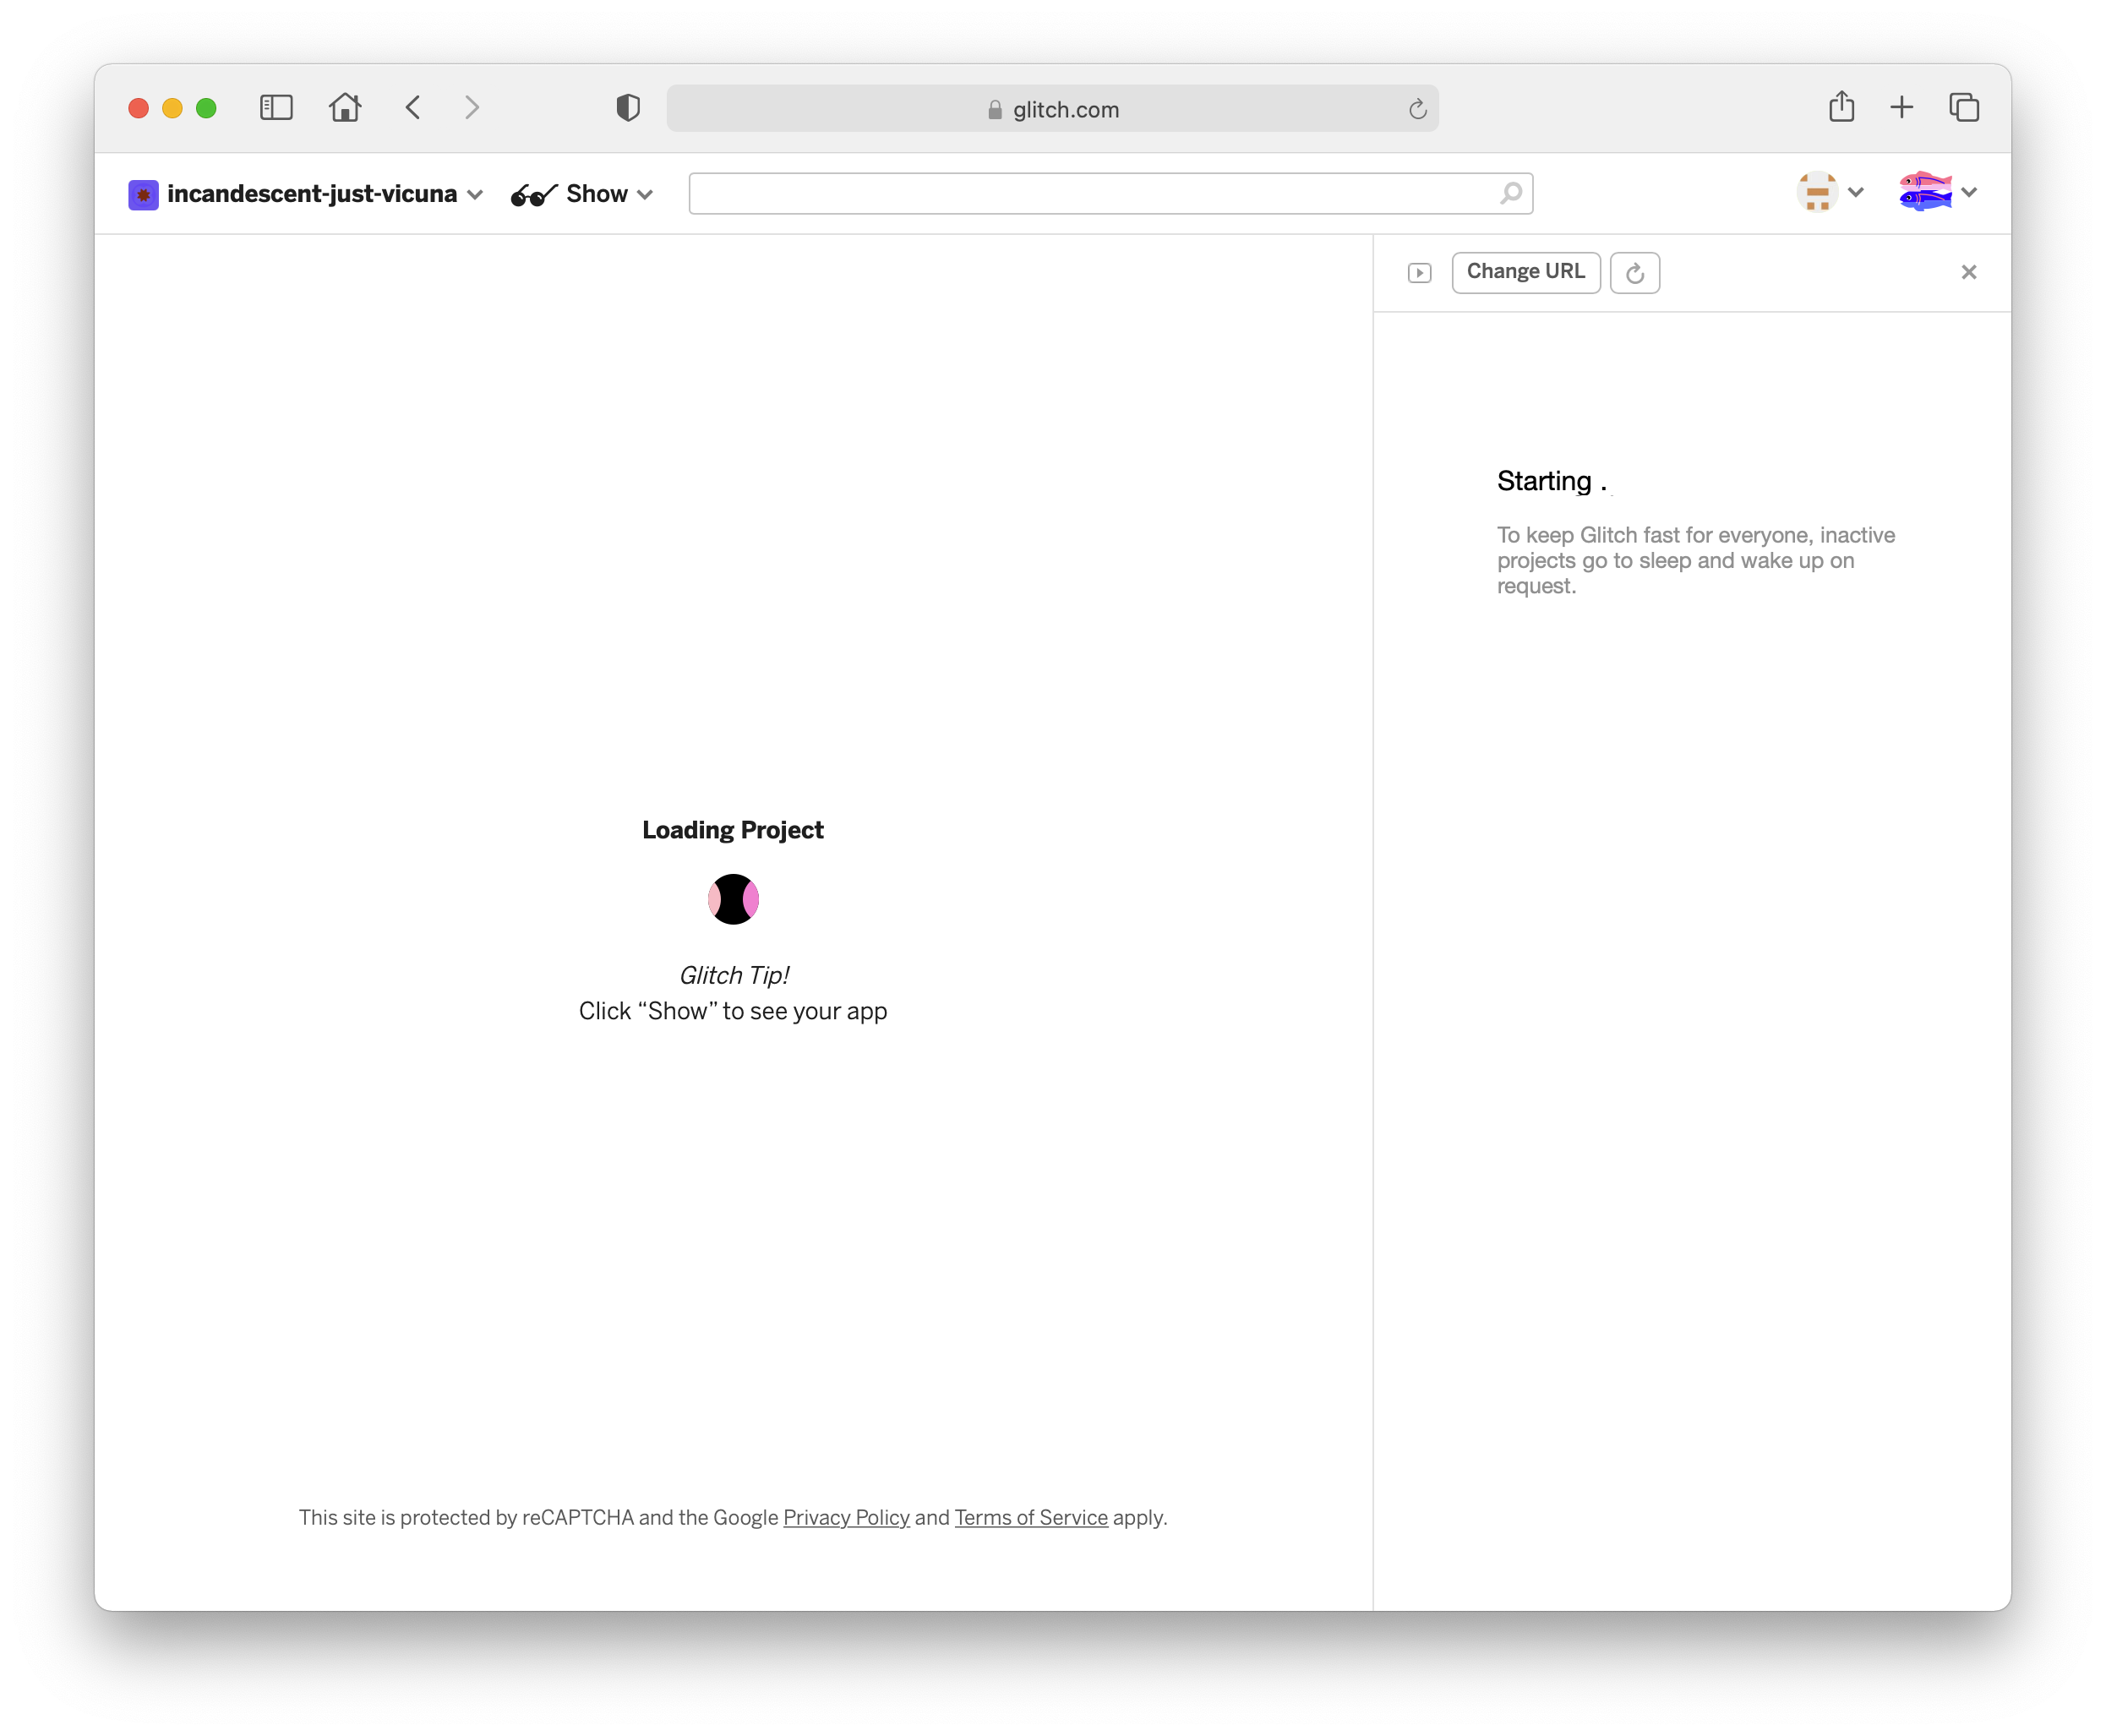 glitch.com
incandescent-just-vicuna Show
Change URL
Starting .
To keep Glitch fast for everyone, inactive
projects go to sleep and wake up on
request.
Loading Project
Glitch Tip!
Click “Show” to see your app
This site is protected by reCAPTCHA and the Google Privacy Policy and Terms of Service apply.